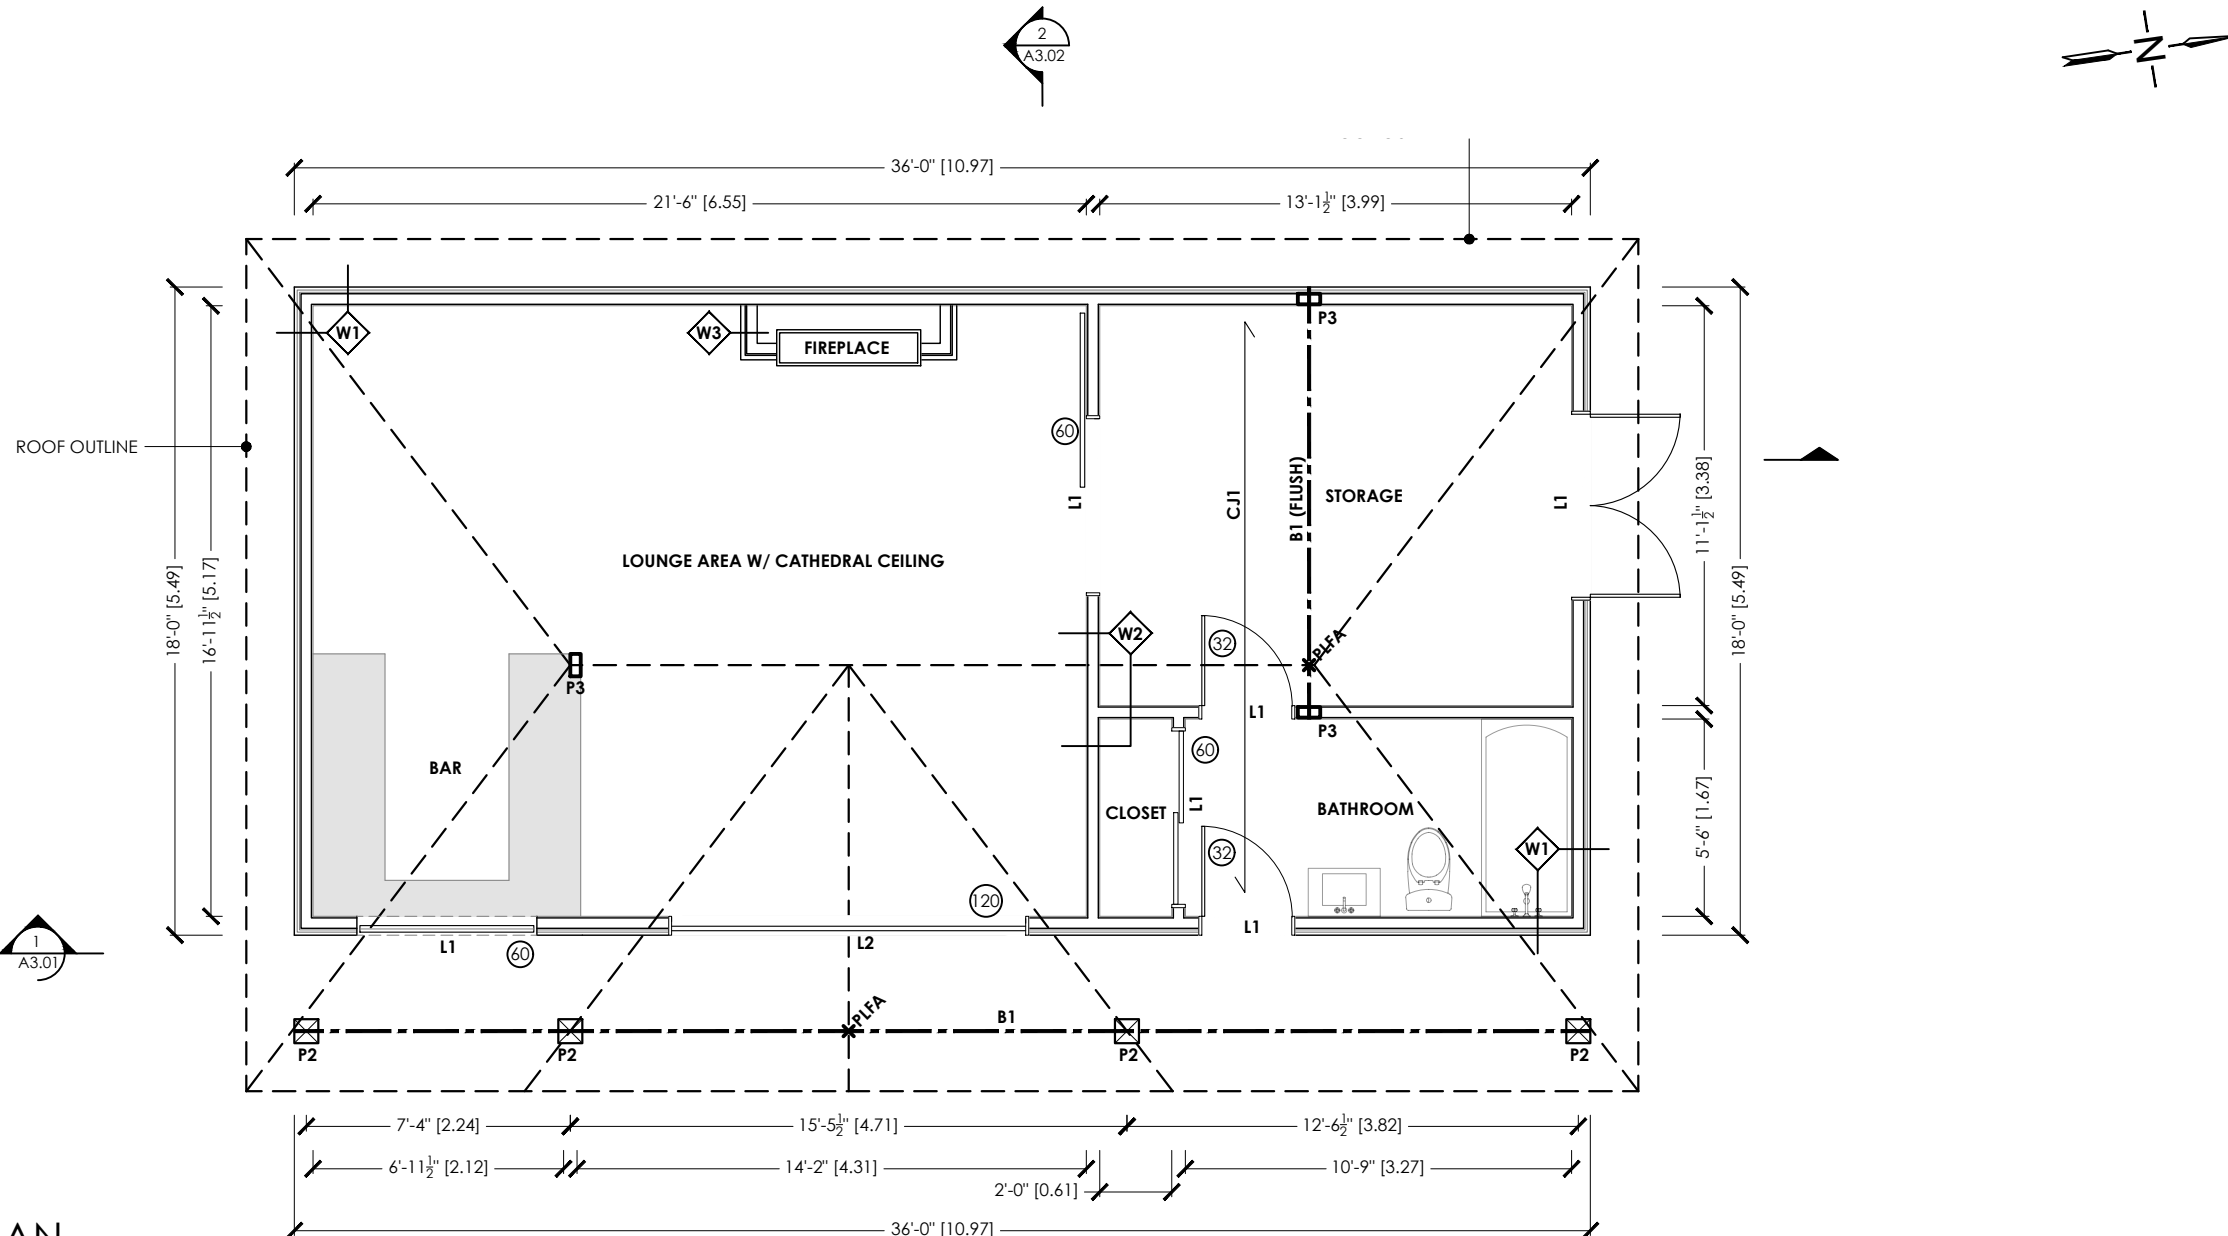 2
A3.02
N
36'-0" [10.97]
21'-6" [6.55]
13'-1½" [3.99]
W1
W3
FIREPLACE
P3
60
ROOF OUTLINE
L1
CJ1
B1 (FLUSH)
STORAGE
L1
11'-1½" [3.38]
LOUNGE AREA W/ CATHEDRAL CEILING
18'-0" [5.49]
16'-11½" [5.17]
18'-0" [5.49]
W2
32
PLFA
P3
L1
P3
60
BAR
CLOSET
L1
BATHROOM
5'-6" [1.67]
32
W1
120
L1
60
L2
L1
1
A3.01
PLFA
B1
P2
P2
P2
P2
7'-4" [2.24]
15'-5½" [4.71]
12'-6½" [3.82]
6'-11½" [2.12]
14'-2" [4.31]
10'-9" [3.27]
2'-0" [0.61]
36'-0" [10.97]